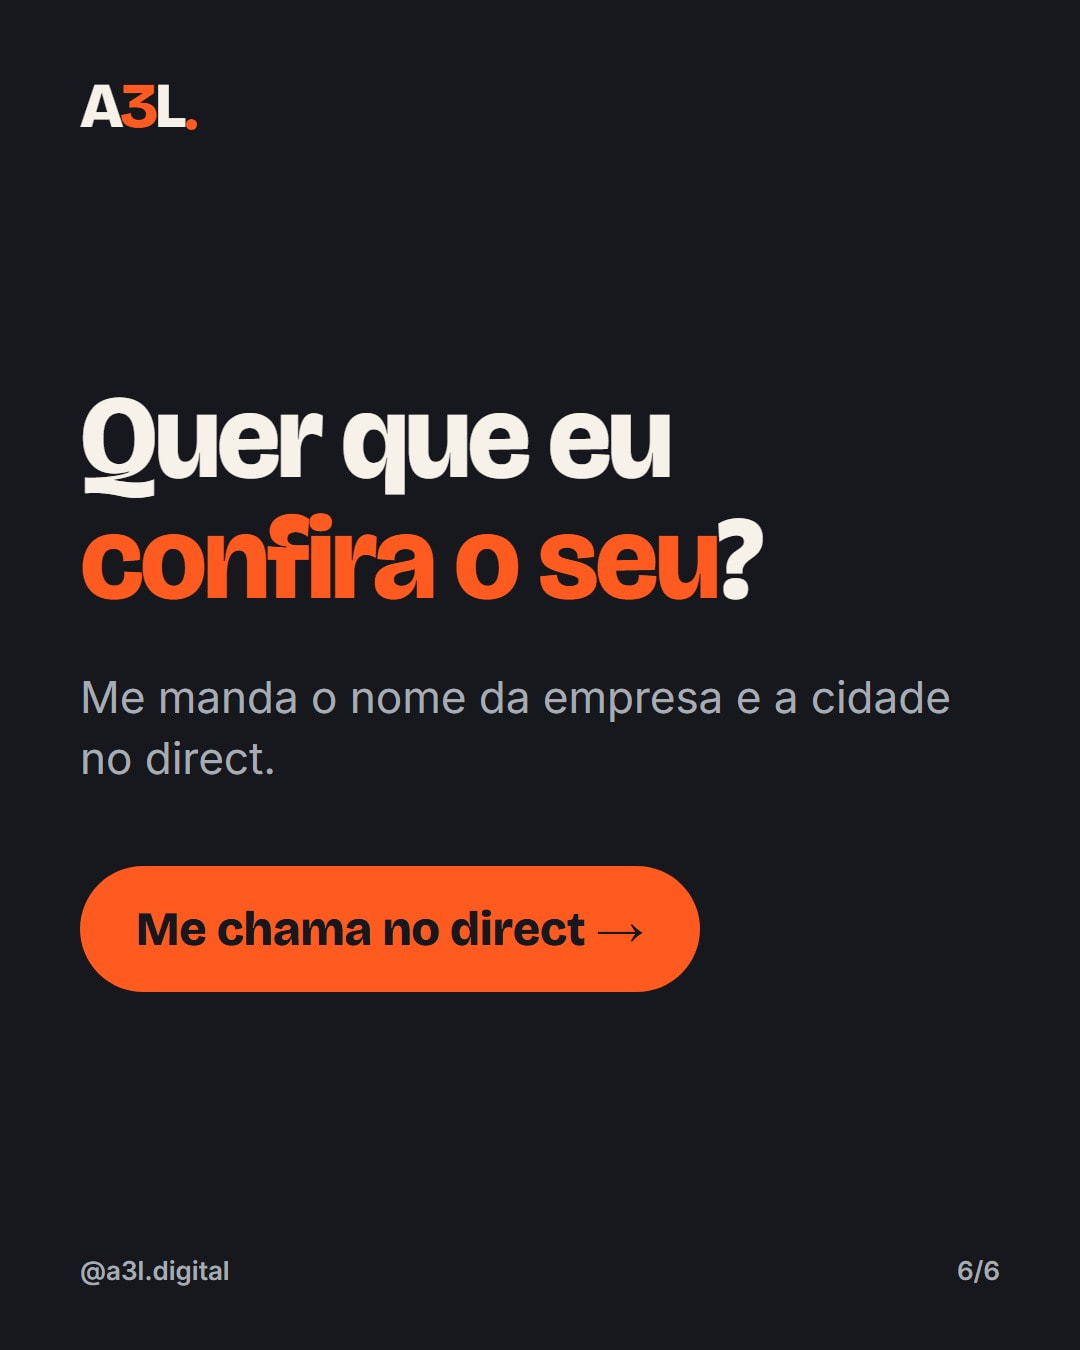 A3L.
Quer que eu
confira o seu?
Me manda o nome da empresa e a cidade
no direct.
Me chama no direct →
@a3l.digital
6/6